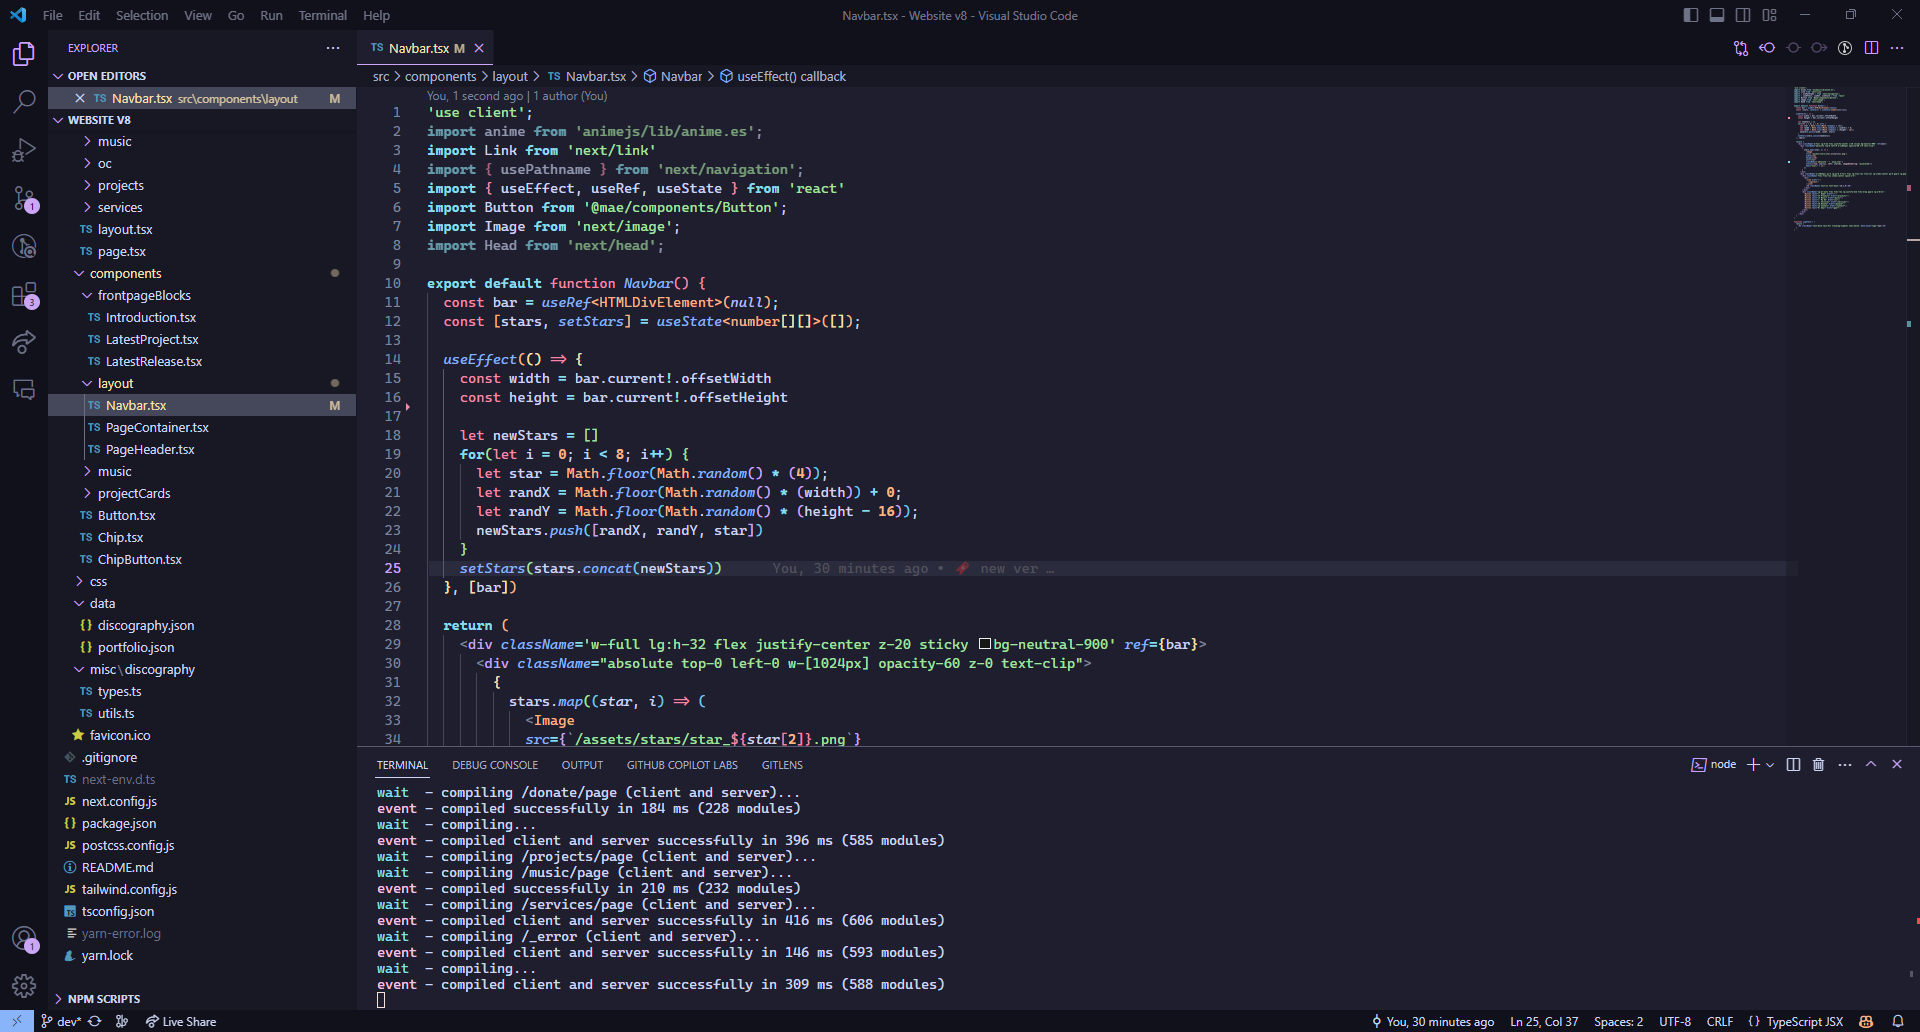 File Edit Selection View Go Run Terminal Help
Navbar.tsx - Website v8 - Visual Studio Code
EXPLORER
OPEN EDITORS
TS Navbar.tsx src\components\layout M
WEBSITE V8
music
oc
projects
services
TS layout.tsx
TS page.tsx
components
frontpageBlocks
TS Introduction.tsx
TS LatestProject.tsx
TS LatestRelease.tsx
layout
TS Navbar.tsx M
TS PageContainer.tsx
TS PageHeader.tsx
music
projectCards
TS Button.tsx
TS Chip.tsx
TS ChipButton.tsx
css
data
{} discography.json
{} portfolio.json
misc\discography
TS types.ts
TS utils.ts
favicon.ico
.gitignore
TS next-env.d.ts
JS next.config.js
{} package.json
JS postcss.config.js
README.md
JS tailwind.config.js
TS tsconfig.json
yarn-error.log
yarn.lock
NPM SCRIPTS
1
3
1
TS Navbar.tsx M
src > components > layout > TS Navbar.tsx > Navbar > useEffect() callback
You, 1 second ago | 1 author (You)
1 'use client';
2 import anime from 'animejs/lib/anime.es';
3 import Link from 'next/link'
4 import { usePathname } from 'next/navigation';
5 import { useEffect, useRef, useState } from 'react'
6 import Button from '@mae/components/Button';
7 import Image from 'next/image';
8 import Head from 'next/head';
9
10 export default function Navbar() {
11 const bar = useRef<HTMLDivElement>(null);
12 const [stars, setStars] = useState<number[][]>([]);
13
14 useEffect(() => {
15 const width = bar.current!.offsetWidth
16 const height = bar.current!.offsetHeight
17
18 let newStars = []
19 for(let i = 0; i < 8; i++) {
20 let star = Math.floor(Math.random() * (4));
21 let randX = Math.floor(Math.random() * (width)) + 0;
22 let randY = Math.floor(Math.random() * (height - 16));
23 newStars.push([randX, randY, star])
24 }
25 setStars(stars.concat(newStars)) You, 30 minutes ago • 🚀 new ver …
26 }, [bar])
27
28 return (
29 <div className='w-full lg:h-32 flex justify-center z-20 sticky bg-neutral-900' ref={bar}>
30 <div className="absolute top-0 left-0 w-[1024px] opacity-60 z-0 text-clip">
31 {
32 stars.map((star, i) => (
33 <Image
34 src={`/assets/stars/star_${star[2]}.png`}
TERMINAL DEBUG CONSOLE OUTPUT GITHUB COPILOT LABS GITLENS
node
wait - compiling /donate/page (client and server)...
event - compiled successfully in 184 ms (228 modules)
wait - compiling...
event - compiled client and server successfully in 396 ms (585 modules)
wait - compiling /projects/page (client and server)...
wait - compiling /music/page (client and server)...
event - compiled successfully in 210 ms (232 modules)
wait - compiling /services/page (client and server)...
event - compiled client and server successfully in 416 ms (606 modules)
wait - compiling /_error (client and server)...
event - compiled client and server successfully in 146 ms (593 modules)
wait - compiling...
event - compiled client and server successfully in 309 ms (588 modules)
dev* Live Share
You, 30 minutes ago Ln 25, Col 37 Spaces: 2 UTF-8 CRLF {} TypeScript JSX